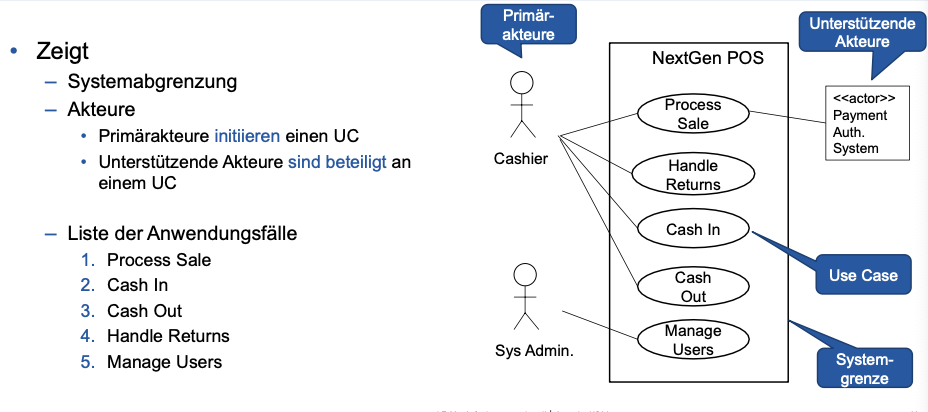 • Zeigt
– Systemabgrenzung
– Akteure
• Primärakteure initiieren einen UC
• Unterstützende Akteure sind beteiligt an
einem UC
– Liste der Anwendungsfälle
1. Process Sale
2. Cash In
3. Cash Out
4. Handle Returns
5. Manage Users
Primär-
akteure
Cashier
Sys Admin.
NextGen POS
Process
Sale
Handle
Returns
Cash In
Cash
Out
Manage
Users
Unterstützende
Akteure
<<actor>>
Payment
Auth.
System
Use Case
System-
grenze